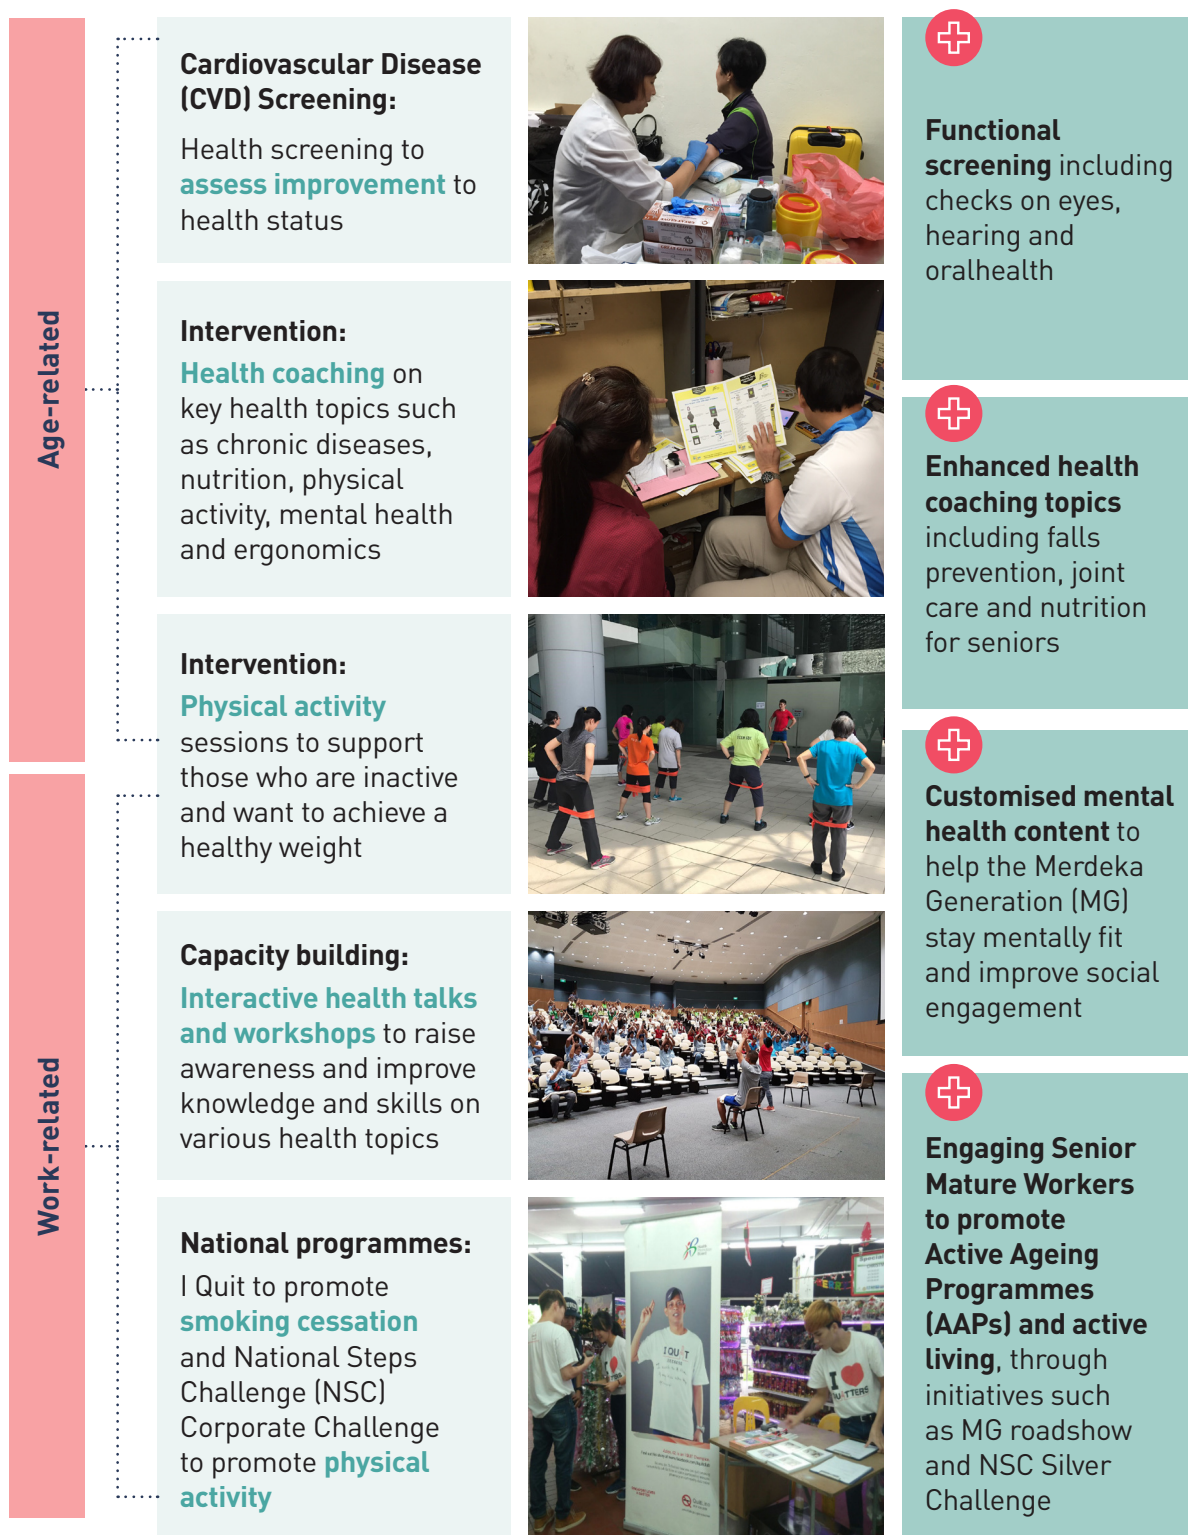 Age-related
Cardiovascular Disease
(CVD) Screening:
Health screening to
assess improvement to
health status
Intervention:
Health coaching on
key health topics such
as chronic diseases,
nutrition, physical
activity, mental health
and ergonomics
Intervention:
Physical activity
sessions to support
those who are inactive
and want to achieve a
healthy weight
Work-related
Capacity building:
Interactive health talks
and workshops to raise
awareness and improve
knowledge and skills on
various health topics
National programmes:
I Quit to promote
smoking cessation
and National Steps
Challenge (NSC)
Corporate Challenge
to promote physical
activity
I QUIT
I
QUITTERS
Functional
screening including
checks on eyes,
hearing and
oralhealth
Enhanced health
coaching topics
including falls
prevention, joint
care and nutrition
for seniors
Customised mental
health content to
help the Merdeka
Generation (MG)
stay mentally fit
and improve social
engagement
Engaging Senior
Mature Workers
to promote
Active Ageing
Programmes
(AAPs) and active
living, through
initiatives such
as MG roadshow
and NSC Silver
Challenge